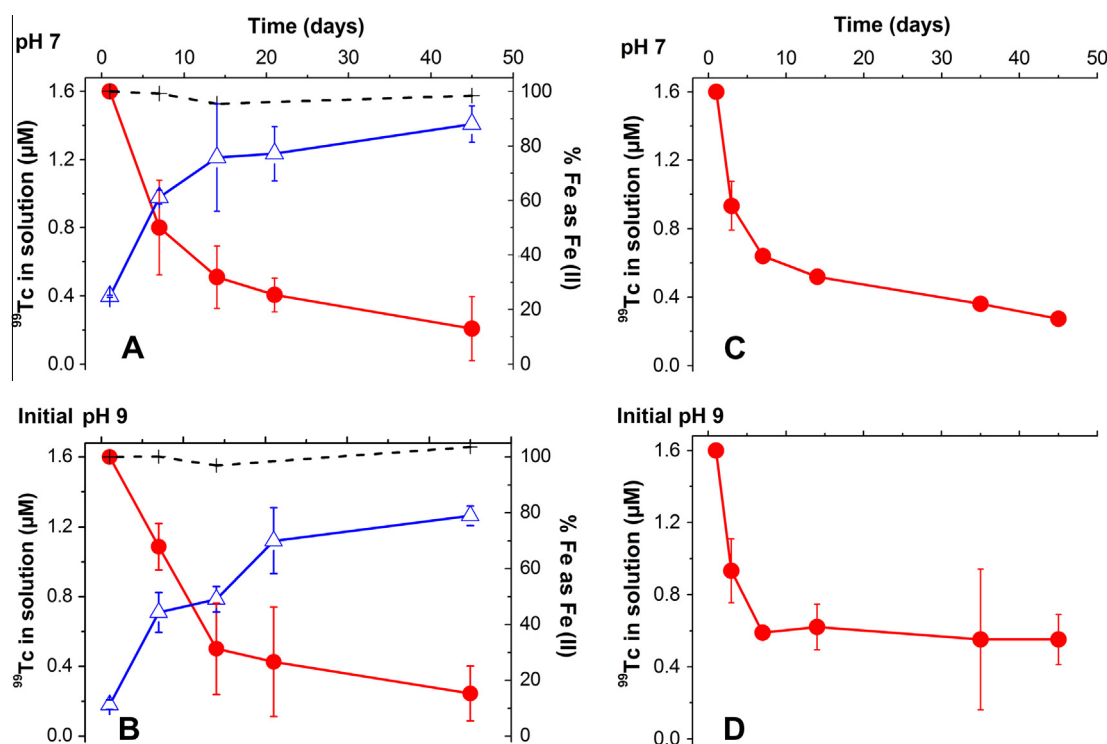 Time (days)
pH 7
0 10 20 30 40 50
1.6
1.2
0.8
0.4
0.0
⁹⁹Tc in solution (µM)
100
80
60
40
20
0
% Fe as Fe (II)
A
Time (days)
pH 7
0 10 20 30 40 50
1.6
1.2
0.8
0.4
0.0
⁹⁹Tc in solution (µM)
C
Initial pH 9
1.6
1.2
0.8
0.4
0.0
⁹⁹Tc in solution (µM)
100
80
60
40
20
0
% Fe as Fe (II)
B
Initial pH 9
1.6
1.2
0.8
0.4
0.0
⁹⁹Tc in solution (µM)
D